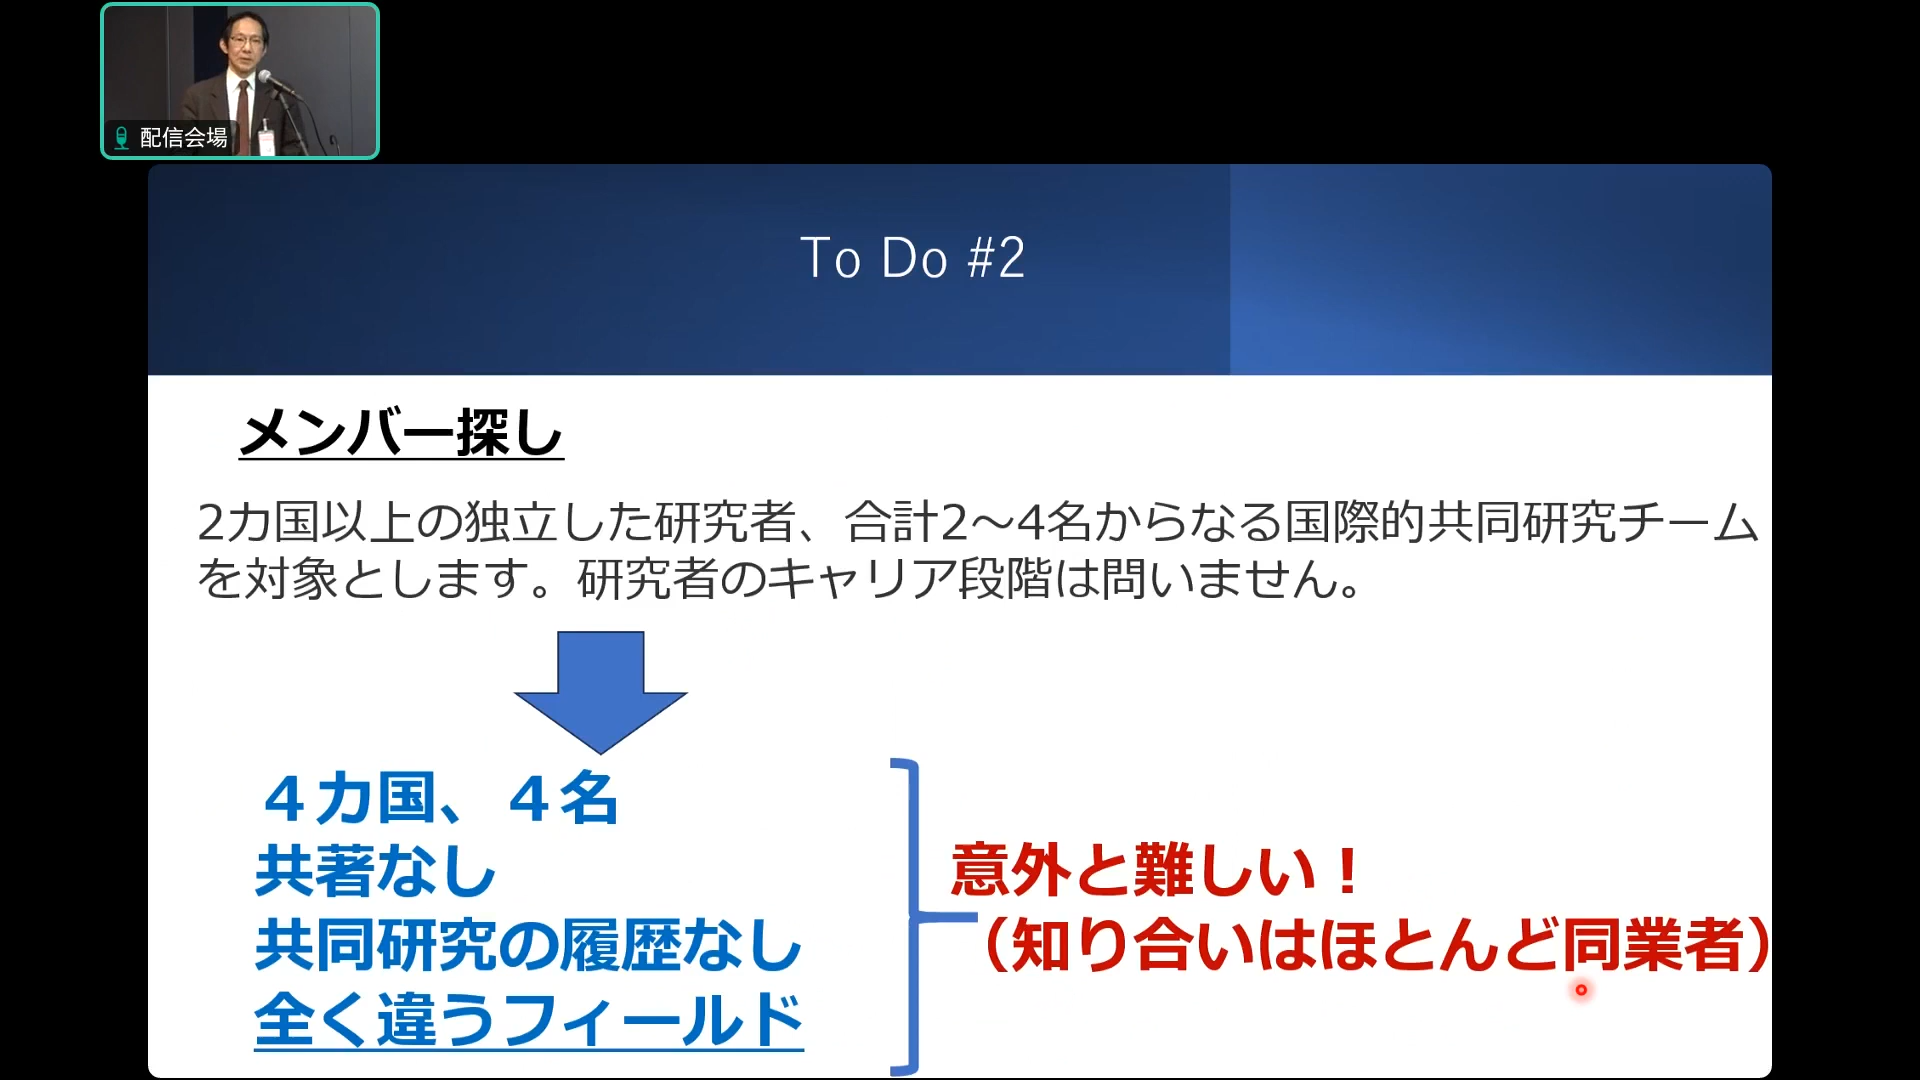 配信会場
To Do #2
メンバー探し
2カ国以上の独立した研究者、合計2～4名からなる国際的共同研究チーム
を対象とします。研究者のキャリア段階は問いません。
４カ国、４名
共著なし
共同研究の履歴なし
全く違うフィールド
意外と難しい！
（知り合いはほとんど同業者）